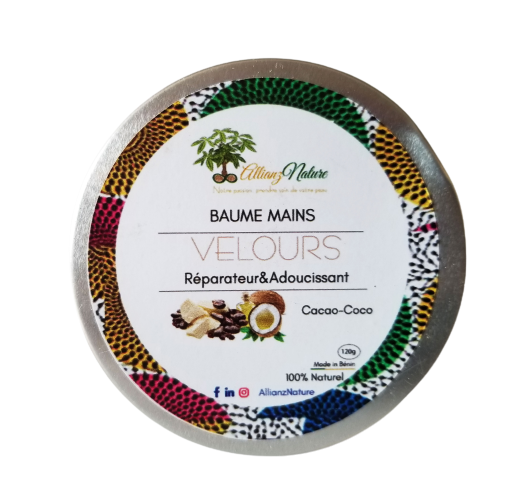 AllianzNature
Notre passion, prendre soin de votre peau
BAUME MAINS
VELOURS
Réparateur&Adoucissant
Cacao-Coco
120g
Made in Bénin
100% Naturel
AllianzNature